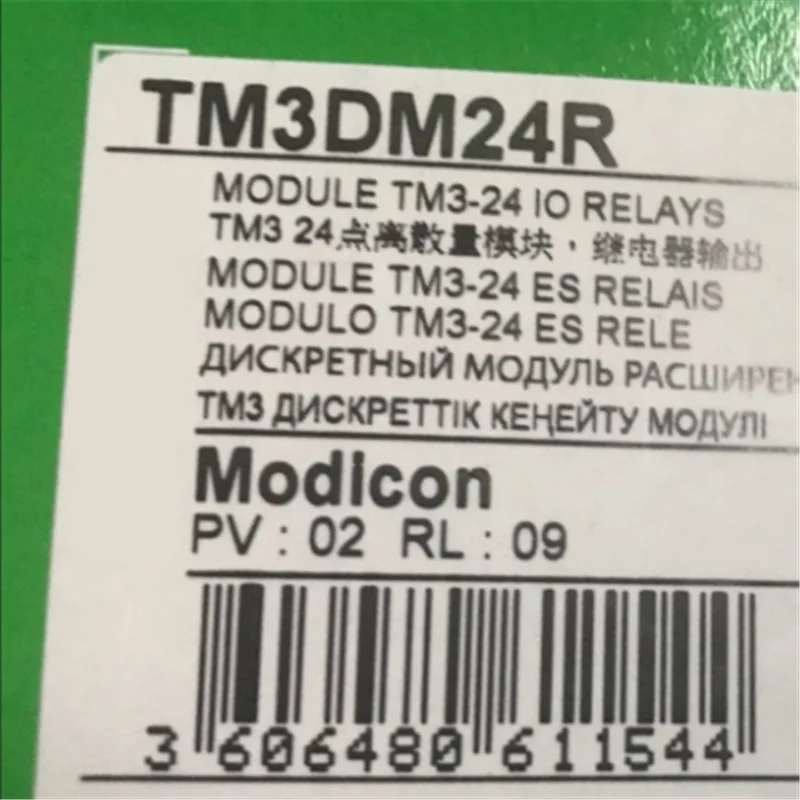 TM3DM24R
MODULE TM3-24 IO RELAYS
TM3 24点离散量模块，继电器输出
MODULE TM3-24 ES RELAIS
MODULO TM3-24 ES RELE
ДИСКРЕТНЫЙ МОДУЛЬ РАСШИРЕН
ТМ3 ДИСКРЕТТІК КЕҢЕЙТУ МОДУЛІ
Modicon
PV : 02 RL : 09
3 606480 611544